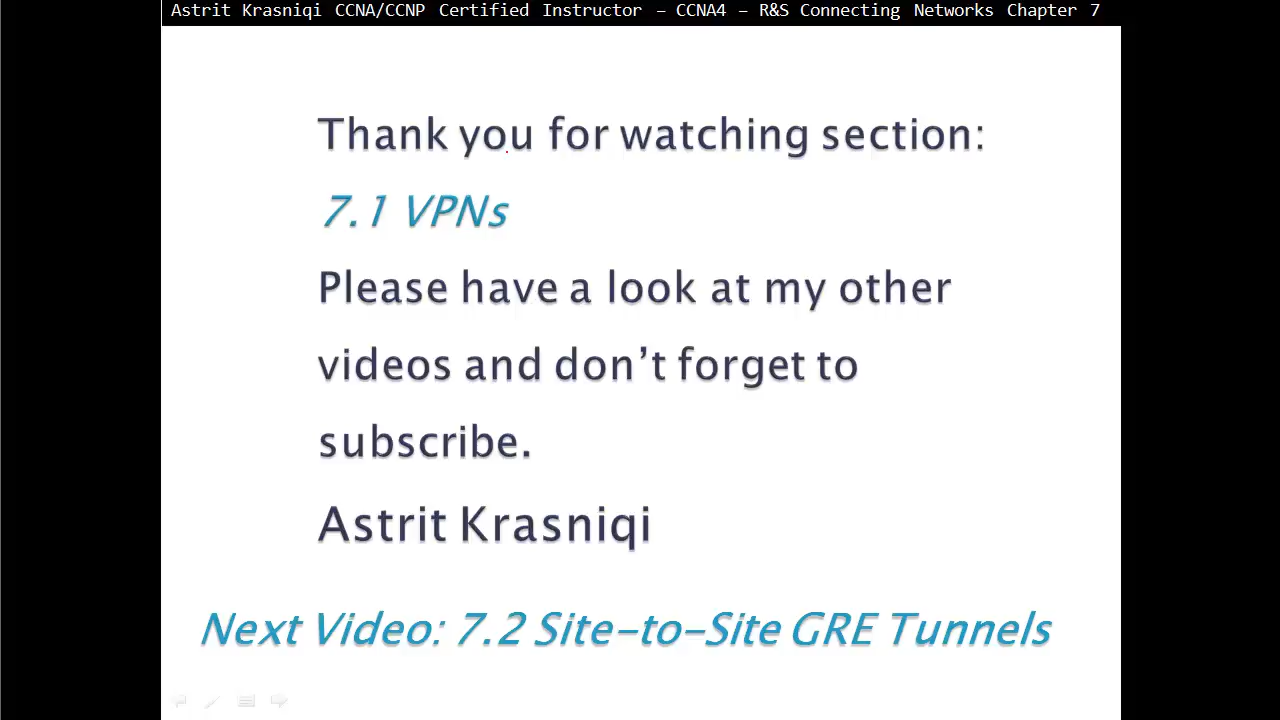 Astrit Krasniqi CCNA/CCNP Certified Instructor – CCNA4 – R&S Connecting Networks Chapter 7
Thank you for watching section:
7.1 VPNs
Please have a look at my other
videos and don’t forget to
subscribe.
Astrit Krasniqi
Next Video: 7.2 Site-to-Site GRE Tunnels